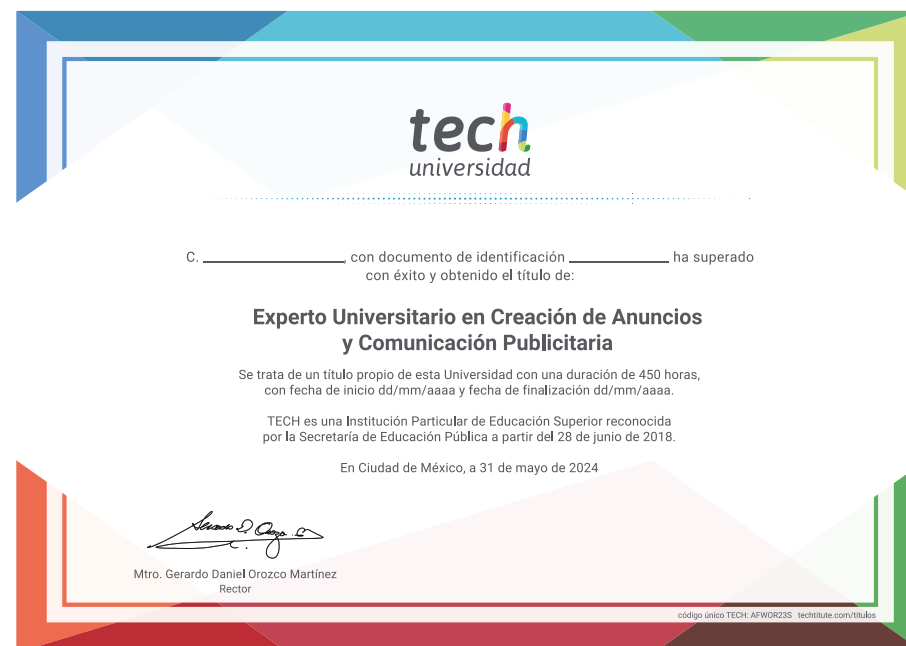 tech
universidad
C. ____________________, con documento de identificación ______________ ha superado
con éxito y obtenido el título de:
Experto Universitario en Creación de Anuncios
y Comunicación Publicitaria
Se trata de un título propio de esta Universidad con una duración de 450 horas,
con fecha de inicio dd/mm/aaaa y fecha de finalización dd/mm/aaaa.
TECH es una Institución Particular de Educación Superior reconocida
por la Secretaría de Educación Pública a partir del 28 de junio de 2018.
En Ciudad de México, a 31 de mayo de 2024
Mtro. Gerardo Daniel Orozco Martínez
Rector
código único TECH: AFWOR23S techtitute.com/titulos